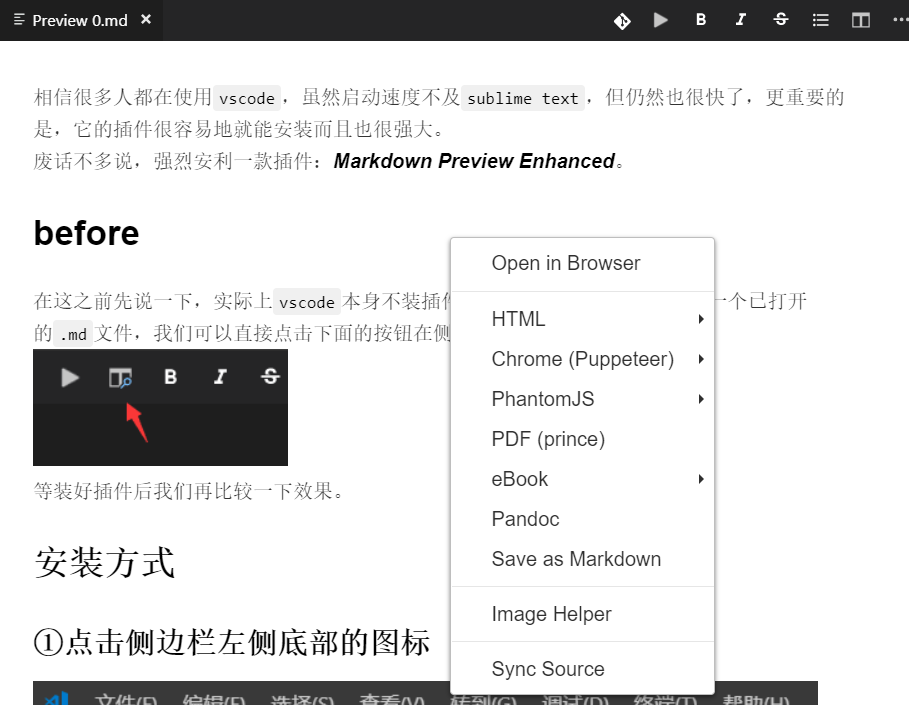 Preview 0.md
B I S
相信很多人都在使用vscode，虽然启动速度不及sublime text，但仍然也很快了，更重要的
是，它的插件很容易地就能安装而且也很强大。
废话不多说，强烈安利一款插件：Markdown Preview Enhanced。
before
在这之前先说一下，实际上vscode本身不装插件 一个已打开
的.md文件，我们可以直接点击下面的按钮在侧
B I S
等装好插件后我们再比较一下效果。
安装方式
①点击侧边栏左侧底部的图标
文件(F) 编辑(E) 选择(S) 查看(V) 转到(G) 调试(D) 终端(T) 帮助(H)
Open in Browser
HTML
Chrome (Puppeteer)
PhantomJS
PDF (prince)
eBook
Pandoc
Save as Markdown
Image Helper
Sync Source